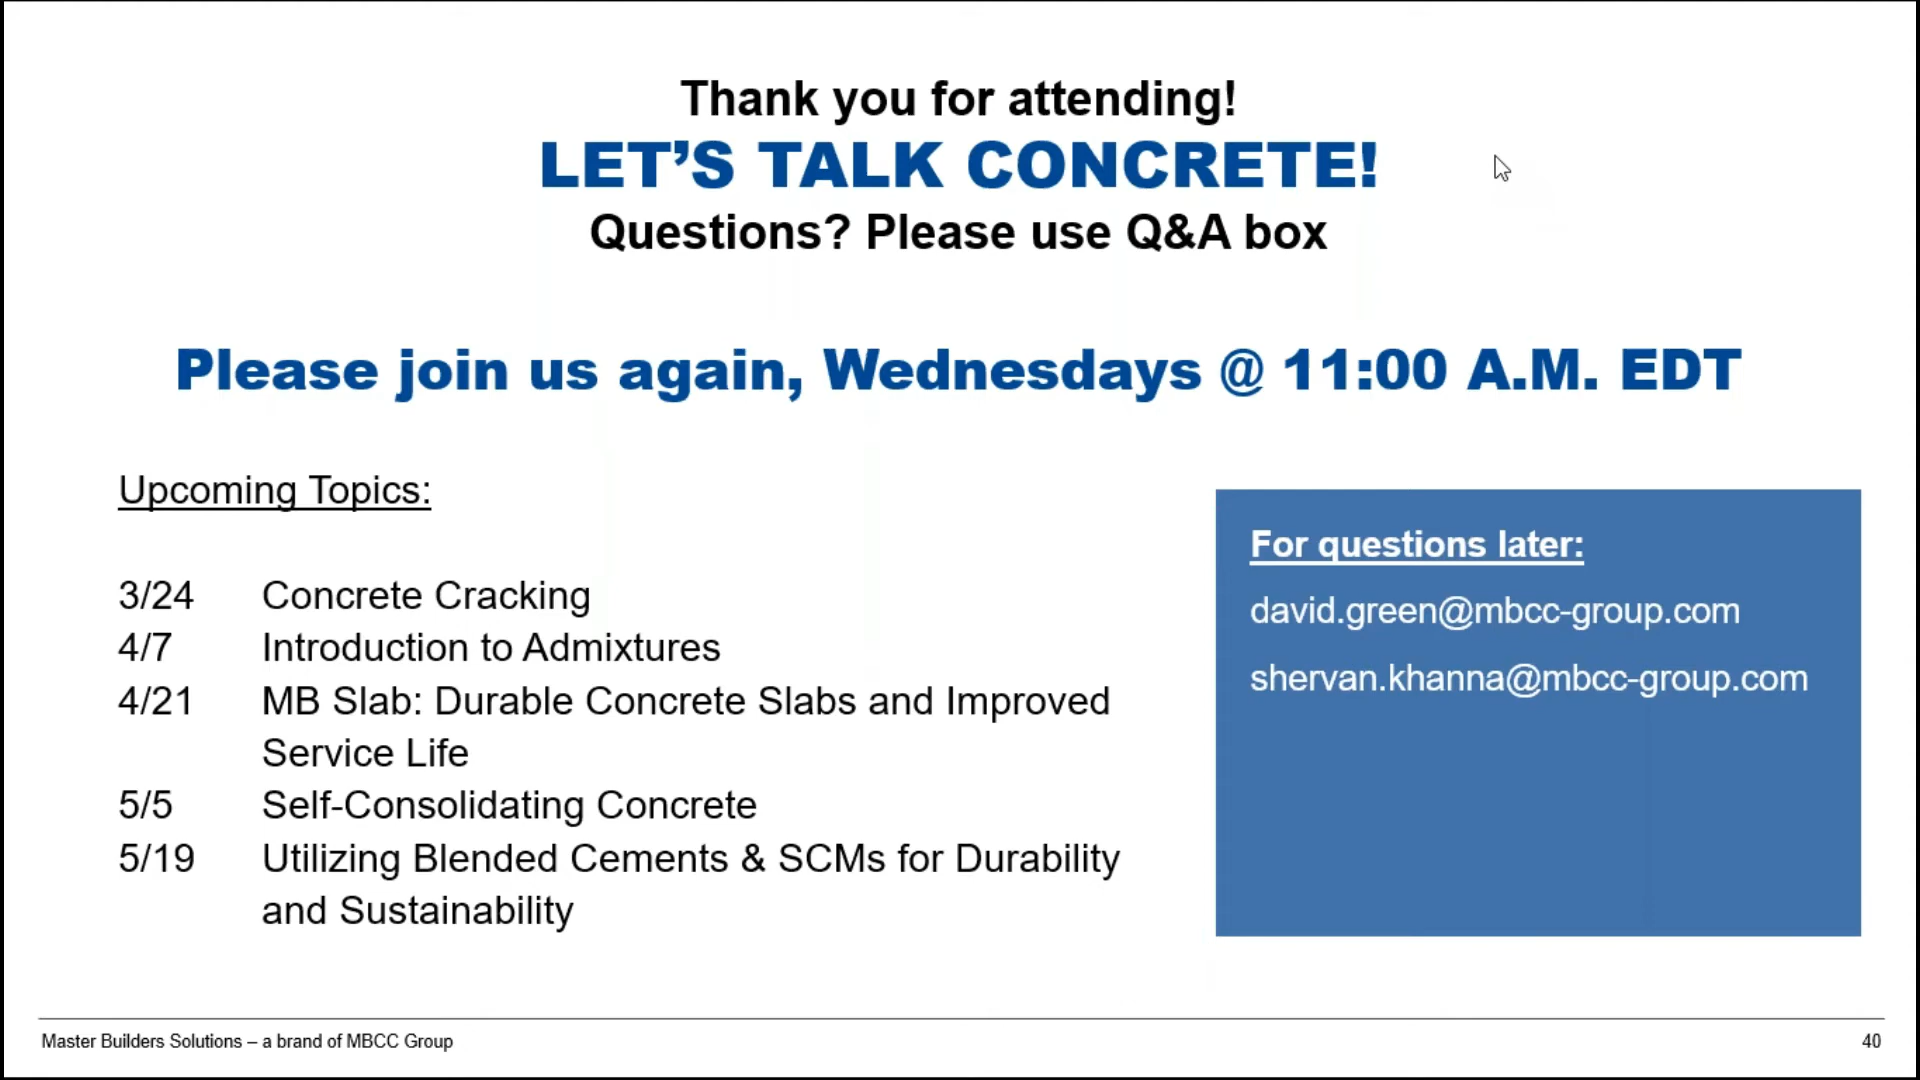 Thank you for attending!
LET’S TALK CONCRETE!
Questions? Please use Q&A box
Please join us again, Wednesdays @ 11:00 A.M. EDT
Upcoming Topics:
3/24 Concrete Cracking
4/7 Introduction to Admixtures
4/21 MB Slab: Durable Concrete Slabs and Improved
Service Life
5/5 Self-Consolidating Concrete
5/19 Utilizing Blended Cements & SCMs for Durability
and Sustainability
For questions later:
david.green@mbcc-group.com
shervan.khanna@mbcc-group.com
Master Builders Solutions – a brand of MBCC Group
40